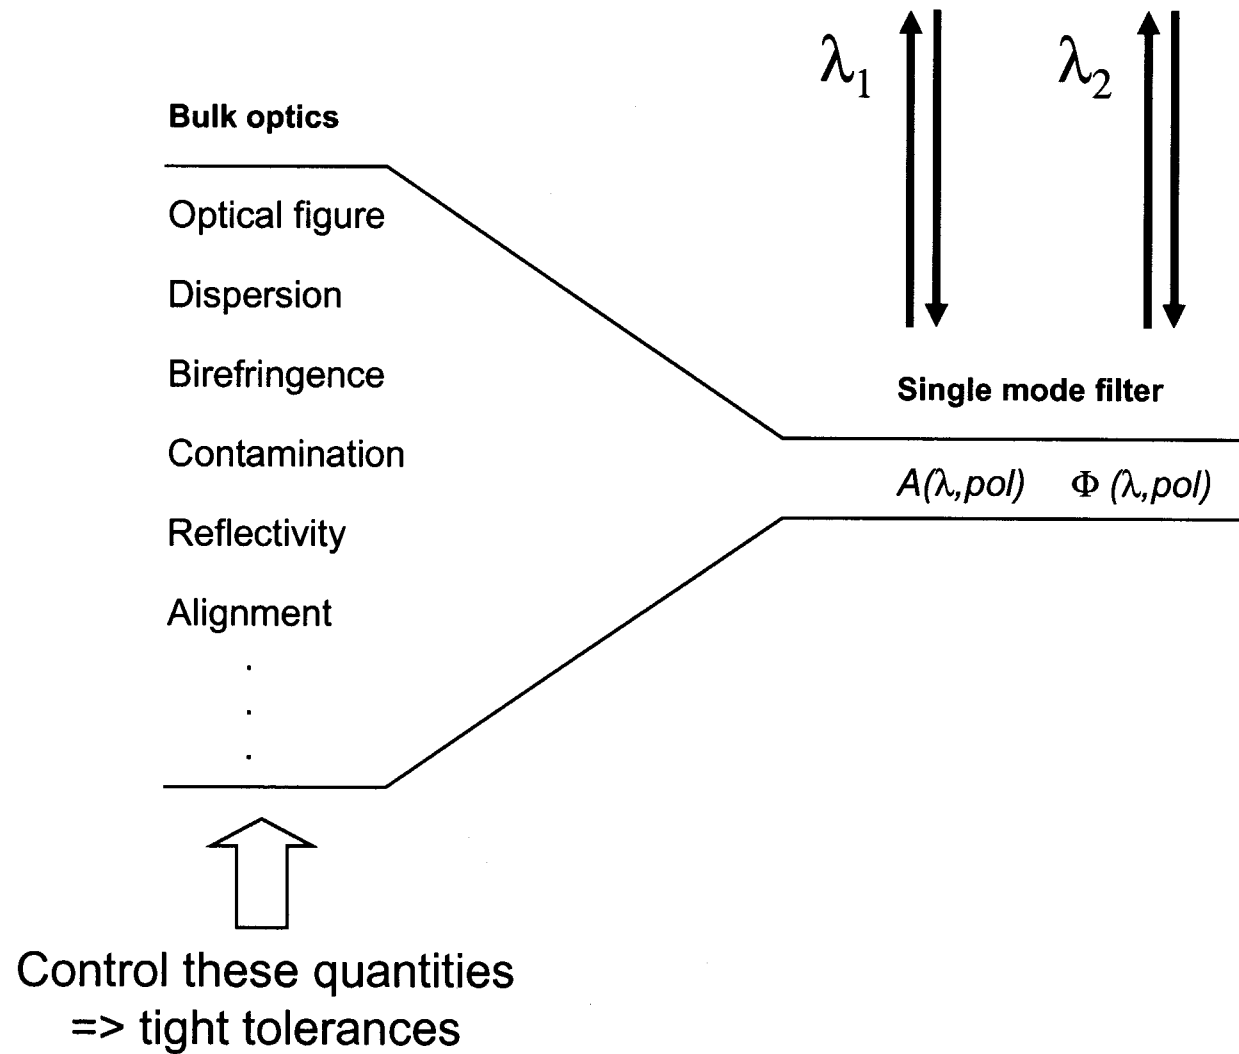 λ1
λ2
Bulk optics
Optical figure
Dispersion
Birefringence
Contamination
Reflectivity
Alignment
.
.
.
Single mode filter
A(λ,pol) Φ (λ,pol)
Control these quantities
=> tight tolerances